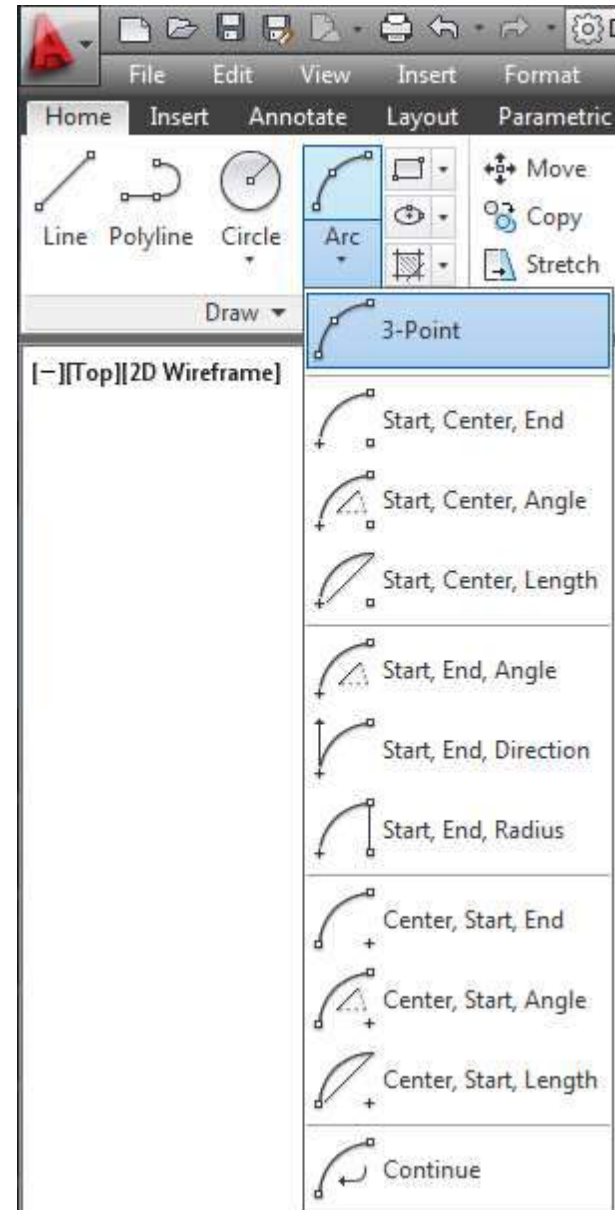 File Edit View Insert Format
Home Insert Annotate Layout Parametric
Line Polyline Circle Arc
Move
Copy
Stretch
Draw
3-Point
[−][Top][2D Wireframe]
Start, Center, End
Start, Center, Angle
Start, Center, Length
Start, End, Angle
Start, End, Direction
Start, End, Radius
Center, Start, End
Center, Start, Angle
Center, Start, Length
Continue